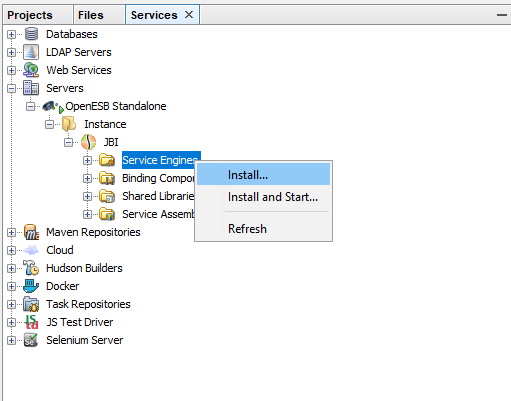 Projects Files Services
Databases
LDAP Servers
Web Services
Servers
OpenESB Standalone
Instance
JBI
Service Engines
Install...
Binding Compo
Install and Start...
Shared Librarie
Service Assemb
Refresh
Maven Repositories
Cloud
Hudson Builders
Docker
Task Repositories
JS Test Driver
Selenium Server